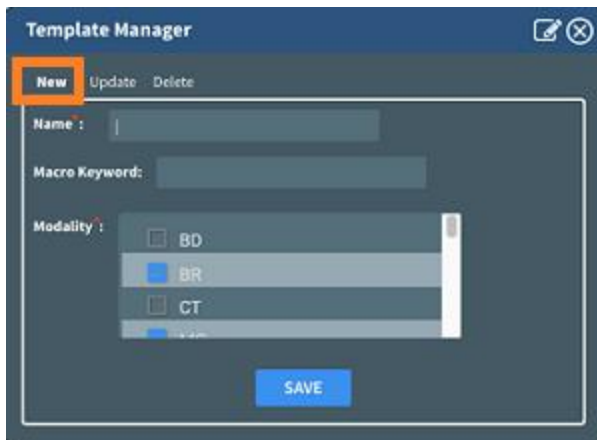 Template Manager
New Update Delete
Name*:
Macro Keyword:
Modality*:
BD
BR
CT
SAVE